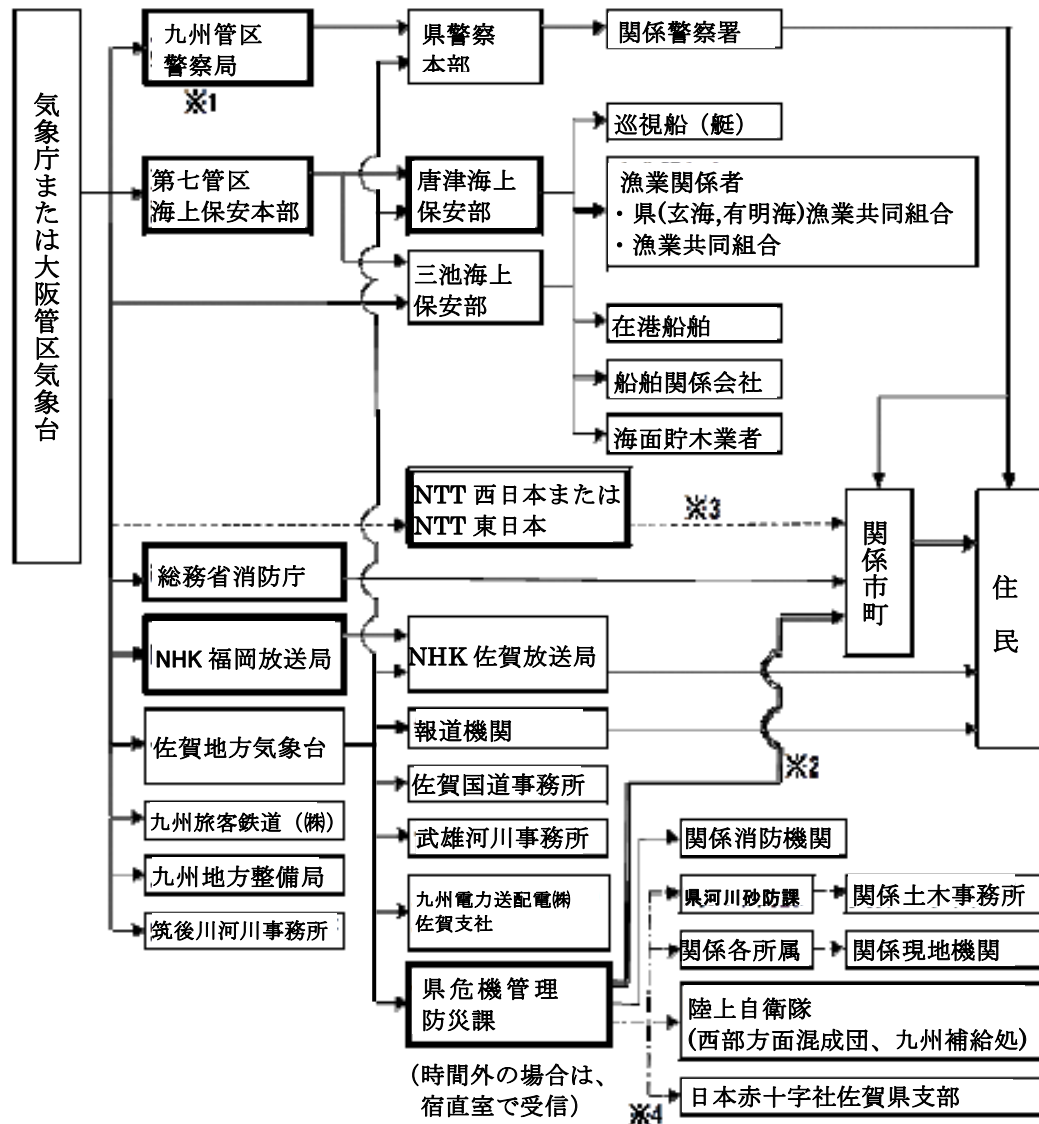 気象庁または大阪管区気象台
九州管区
警察局
※1
県警察
本部
関係警察署
第七管区
海上保安本部
唐津海上
保安部
三池海上
保安部
巡視船（艇）
漁業関係者
・県(玄海,有明海)漁業共同組合
・漁業共同組合
在港船舶
船舶関係会社
海面貯木業者
NTT 西日本または
NTT 東日本
※3
関係市町
住民
総務省消防庁
NHK 福岡放送局
NHK 佐賀放送局
佐賀地方気象台
報道機関
※2
九州旅客鉄道（㈱）
佐賀国道事務所
九州地方整備局
武雄河川事務所
筑後川河川事務所
九州電力送配電㈱
佐賀支社
県危機管理
防災課
(時間外の場合は、
宿直室で受信)
関係消防機関
県河川砂防課
関係土木事務所
関係各所属
関係現地機関
陸上自衛隊
(西部方面混成団、九州補給処)
※4
日本赤十字社佐賀県支部